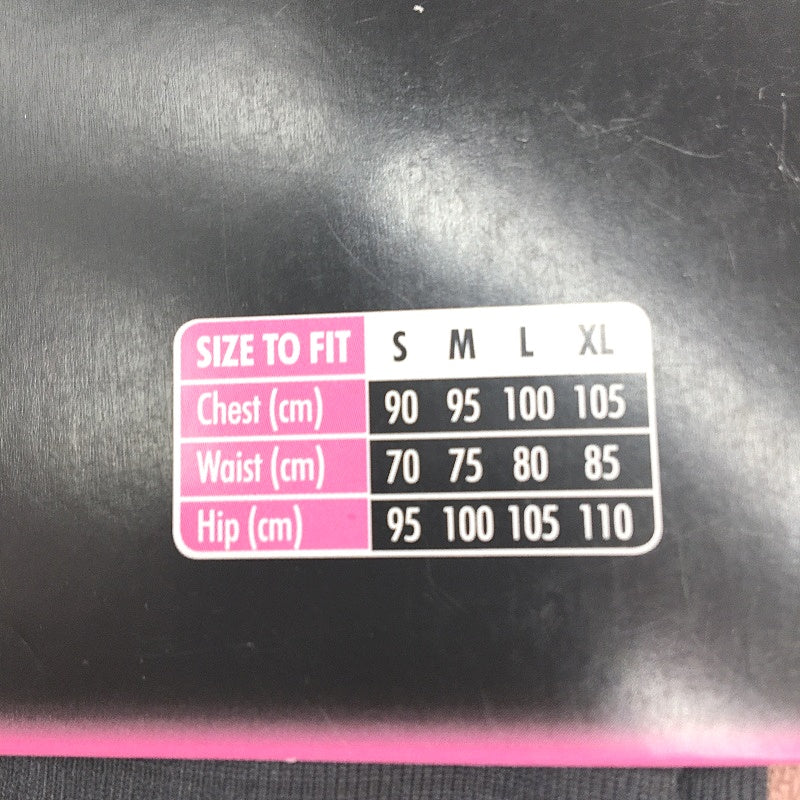 SIZE TO FIT S M L XL
Chest (cm) 90 95 100 105
Waist (cm) 70 75 80 85
Hip (cm) 95 100 105 110